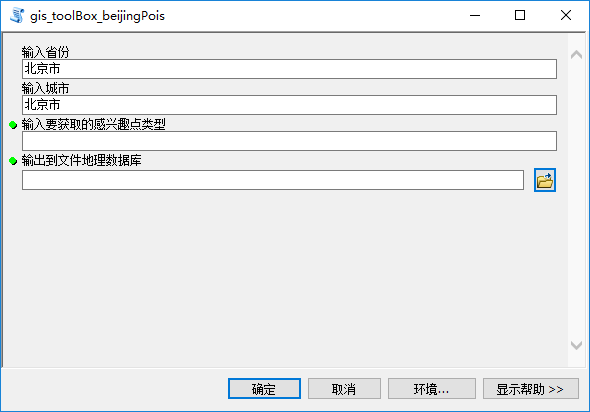 gis_toolBox_beijingPois
输入省份
北京市
输入城市
北京市
输入要获取的感兴趣点类型
输出到文件地理数据库
确定
取消
环境...
显示帮助 >>